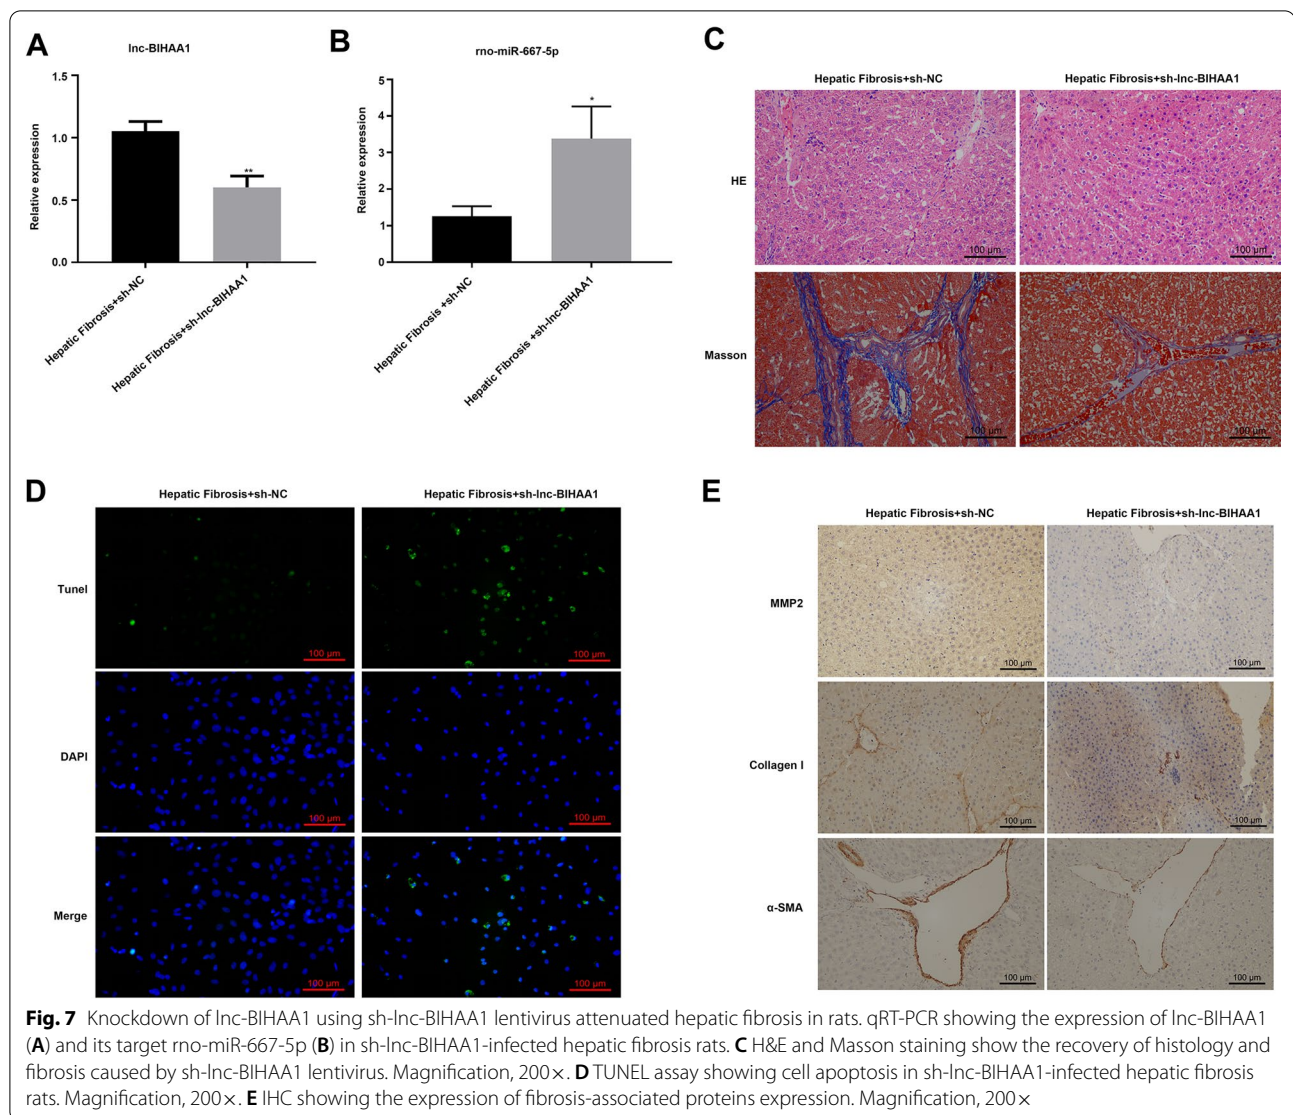 A
lnc-BIHAA1
Relative expression
1.5
1.0
0.5
0.0
**
Hepatic Fibrosis+sh-NC
Hepatic Fibrosis+sh-lnc-BIHAA1
B
rno-miR-667-5p
Relative expression
5
4
3
2
1
0
*
Hepatic Fibrosis +sh-NC
Hepatic Fibrosis +sh-lnc-BIHAA1
C
Hepatic Fibrosis+sh-NC
Hepatic Fibrosis+sh-lnc-BIHAA1
HE
100 μm
100 μm
Masson
100 μm
100 μm
D
Hepatic Fibrosis+sh-NC
Hepatic Fibrosis+sh-lnc-BIHAA1
Tunel
100 μm
100 μm
DAPI
100 μm
100 μm
Merge
100 μm
100 μm
E
Hepatic Fibrosis+sh-NC
Hepatic Fibrosis+sh-lnc-BIHAA1
MMP2
100 μm
100 μm
Collagen I
100 μm
100 μm
α-SMA
100 μm
100 μm
Fig. 7 Knockdown of lnc-BIHAA1 using sh-lnc-BIHAA1 lentivirus attenuated hepatic fibrosis in rats. qRT-PCR showing the expression of lnc-BIHAA1
(A) and its target rno-miR-667-5p (B) in sh-lnc-BIHAA1-infected hepatic fibrosis rats. C H&E and Masson staining show the recovery of histology and
fibrosis caused by sh-lnc-BIHAA1 lentivirus. Magnification, 200×. D TUNEL assay showing cell apoptosis in sh-lnc-BIHAA1-infected hepatic fibrosis
rats. Magnification, 200×. E IHC showing the expression of fibrosis-associated proteins expression. Magnification, 200×